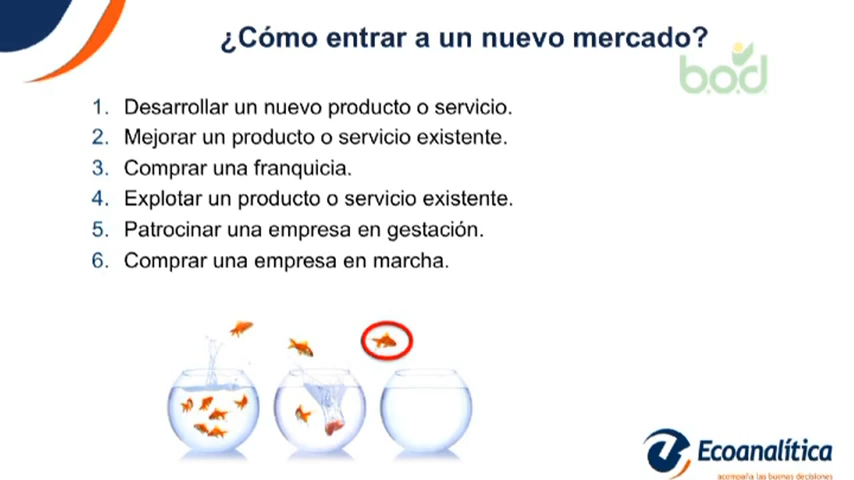 ¿Cómo entrar a un nuevo mercado?
b.o.d
1. Desarrollar un nuevo producto o servicio.
2. Mejorar un producto o servicio existente.
3. Comprar una franquicia.
4. Explotar un producto o servicio existente.
5. Patrocinar una empresa en gestación.
6. Comprar una empresa en marcha.
Ecoanalítica
acompaña las buenas decisiones